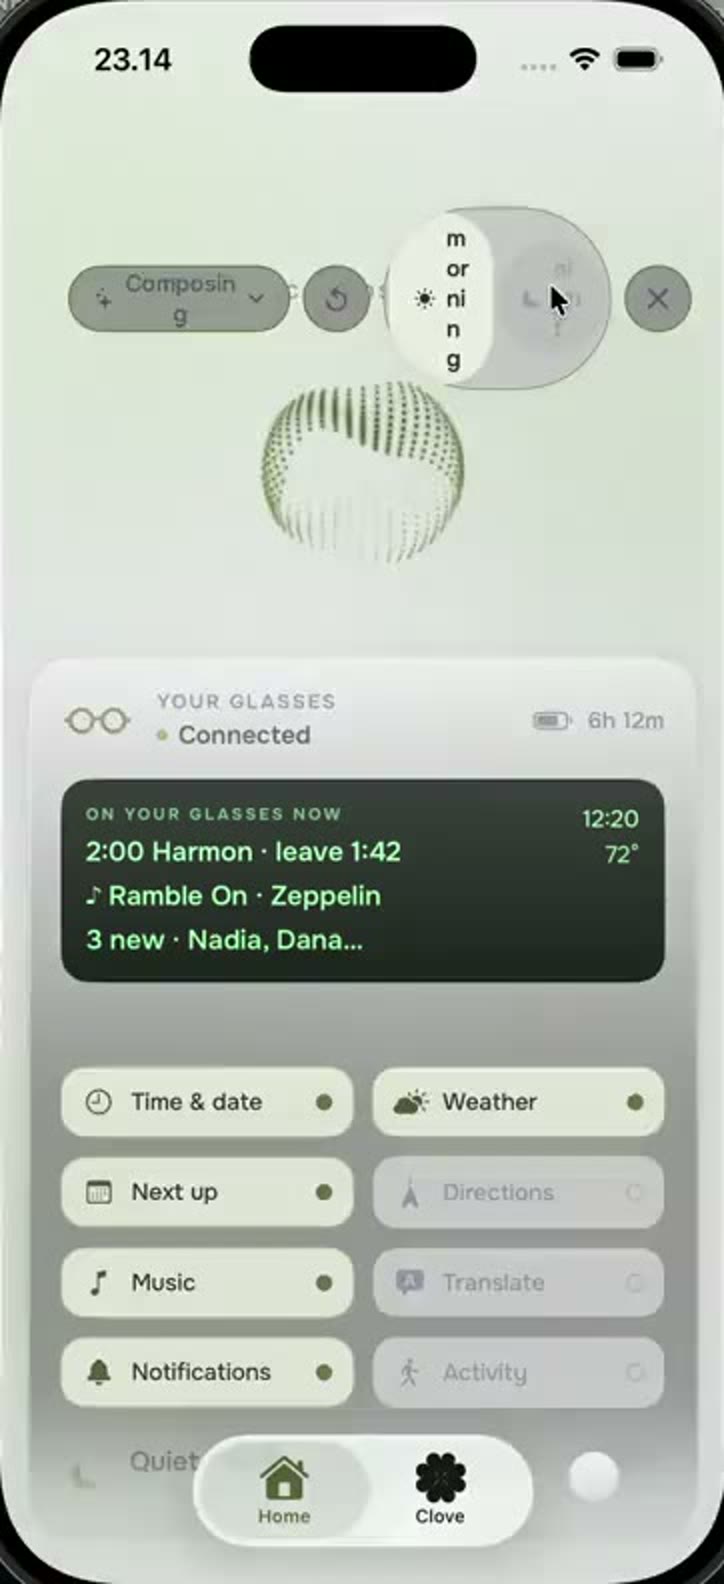 23.14
Composin
g
m
or
ni
n
g
YOUR GLASSES
Connected
6h 12m
ON YOUR GLASSES NOW
12:20
2:00 Harmon · leave 1:42
72°
♪ Ramble On · Zeppelin
3 new · Nadia, Dana...
Time & date
Weather
Next up
Directions
Music
Translate
Notifications
Activity
Quiet
Home
Clove